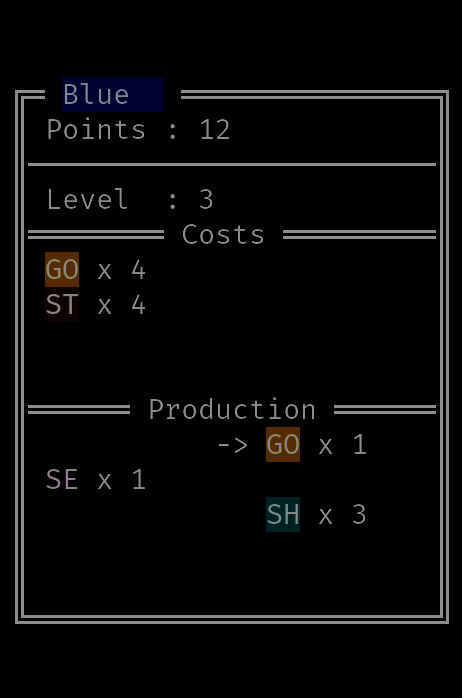 Blue
Points : 12
Level  : 3
Costs
GO x 4
ST x 4
Production
-> GO x 1
SE x 1
SH x 3